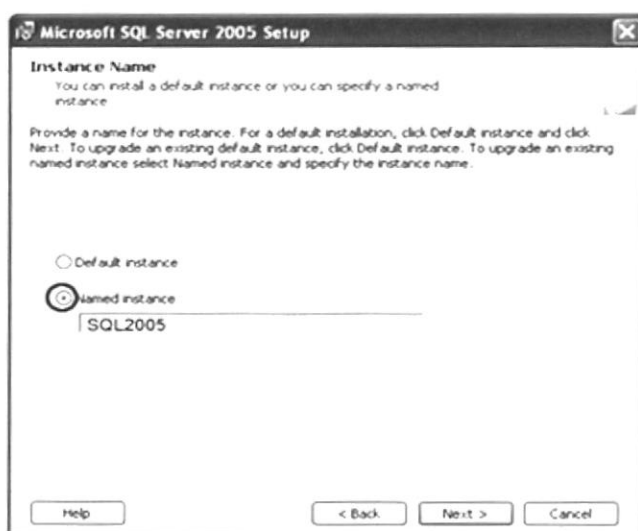 Microsoft SQL Server 2005 Setup
Instance Name
You can install a default instance or you can specify a named
instance
Provide a name for the instance. For a default installation, click Default instance and click
Next. To upgrade an existing default instance, click Default instance. To upgrade an existing
named instance select Named instance and specify the instance name.
Default instance
Named instance
SQL2005
Help
< Back
Next >
Cancel